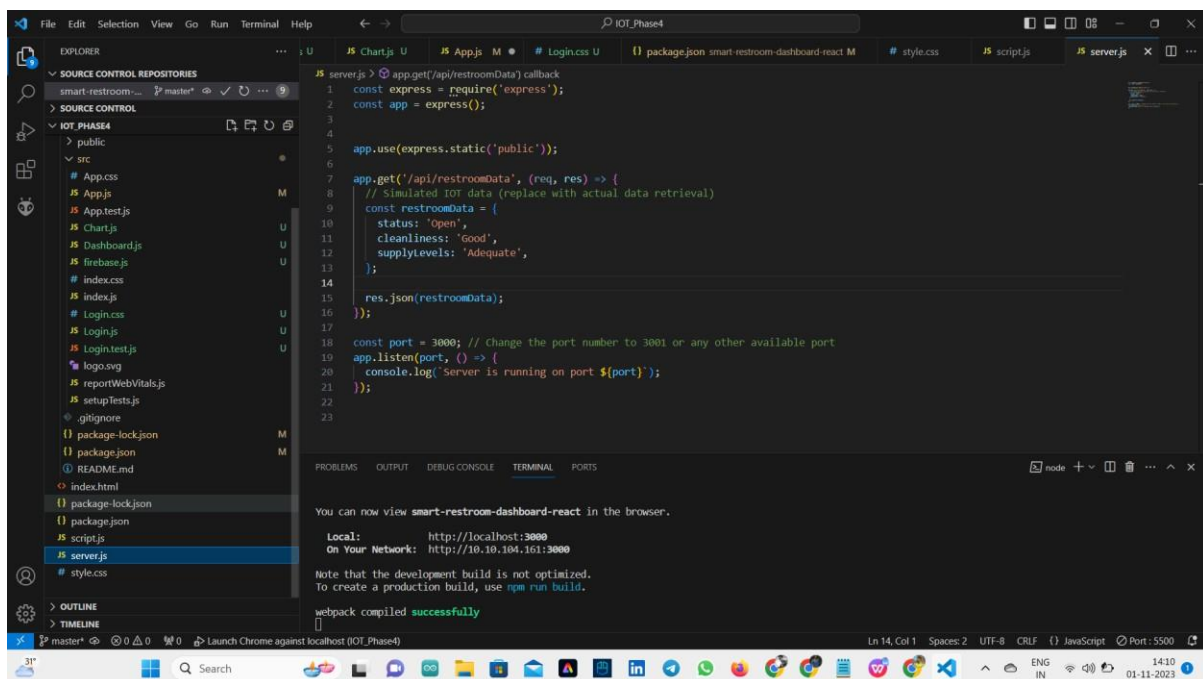 File Edit Selection View Go Run Terminal Help
IOT_Phase4
EXPLORER
U
JS Chart.js U
JS App.js M
# Login.css U
{} package.json smart-restroom-dashboard-react M
# style.css
JS script.js
JS server.js
SOURCE CONTROL REPOSITORIES
smart-restroom-... master* 9
SOURCE CONTROL
IOT_PHASE4
public
src
# App.css
JS App.js M
JS App.test.js
JS Chart.js U
JS Dashboard.js U
JS firebase.js U
# index.css
JS index.js
# Login.css U
JS Login.js U
JS Login.test.js U
logo.svg
JS reportWebVitals.js
JS setupTests.js
.gitignore
{} package-lock.json M
{} package.json M
README.md
index.html
{} package-lock.json
{} package.json
JS script.js
JS server.js
# style.css
OUTLINE
TIMELINE
JS server.js > app.get('/api/restroomData') callback
1 const express = require('express');
2 const app = express();
3
4
5 app.use(express.static('public'));
6
7 app.get('/api/restroomData', (req, res) => {
8 // Simulated IOT data (replace with actual data retrieval)
9 const restroomData = {
10 status: 'Open',
11 cleanliness: 'Good',
12 supplyLevels: 'Adequate',
13 };
14
15 res.json(restroomData);
16 });
17
18 const port = 3000; // Change the port number to 3001 or any other available port
19 app.listen(port, () => {
20 console.log(`Server is running on port ${port}`);
21 });
22
23
PROBLEMS OUTPUT DEBUG CONSOLE TERMINAL PORTS
node
You can now view smart-restroom-dashboard-react in the browser.
Local: http://localhost:3000
On Your Network: http://10.10.104.161:3000
Note that the development build is not optimized.
To create a production build, use npm run build.
webpack compiled successfully
master* 0 0 0 Launch Chrome against localhost (IOT_Phase4)
Ln 14, Col 1 Spaces: 2 UTF-8 CRLF {} JavaScript Port : 5500
31°
Search
ENG
IN
14:10
01-11-2023